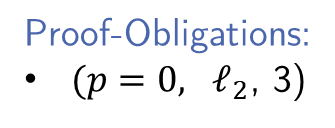 Proof-Obligations:
• (p = 0, ℓ₂, 3)